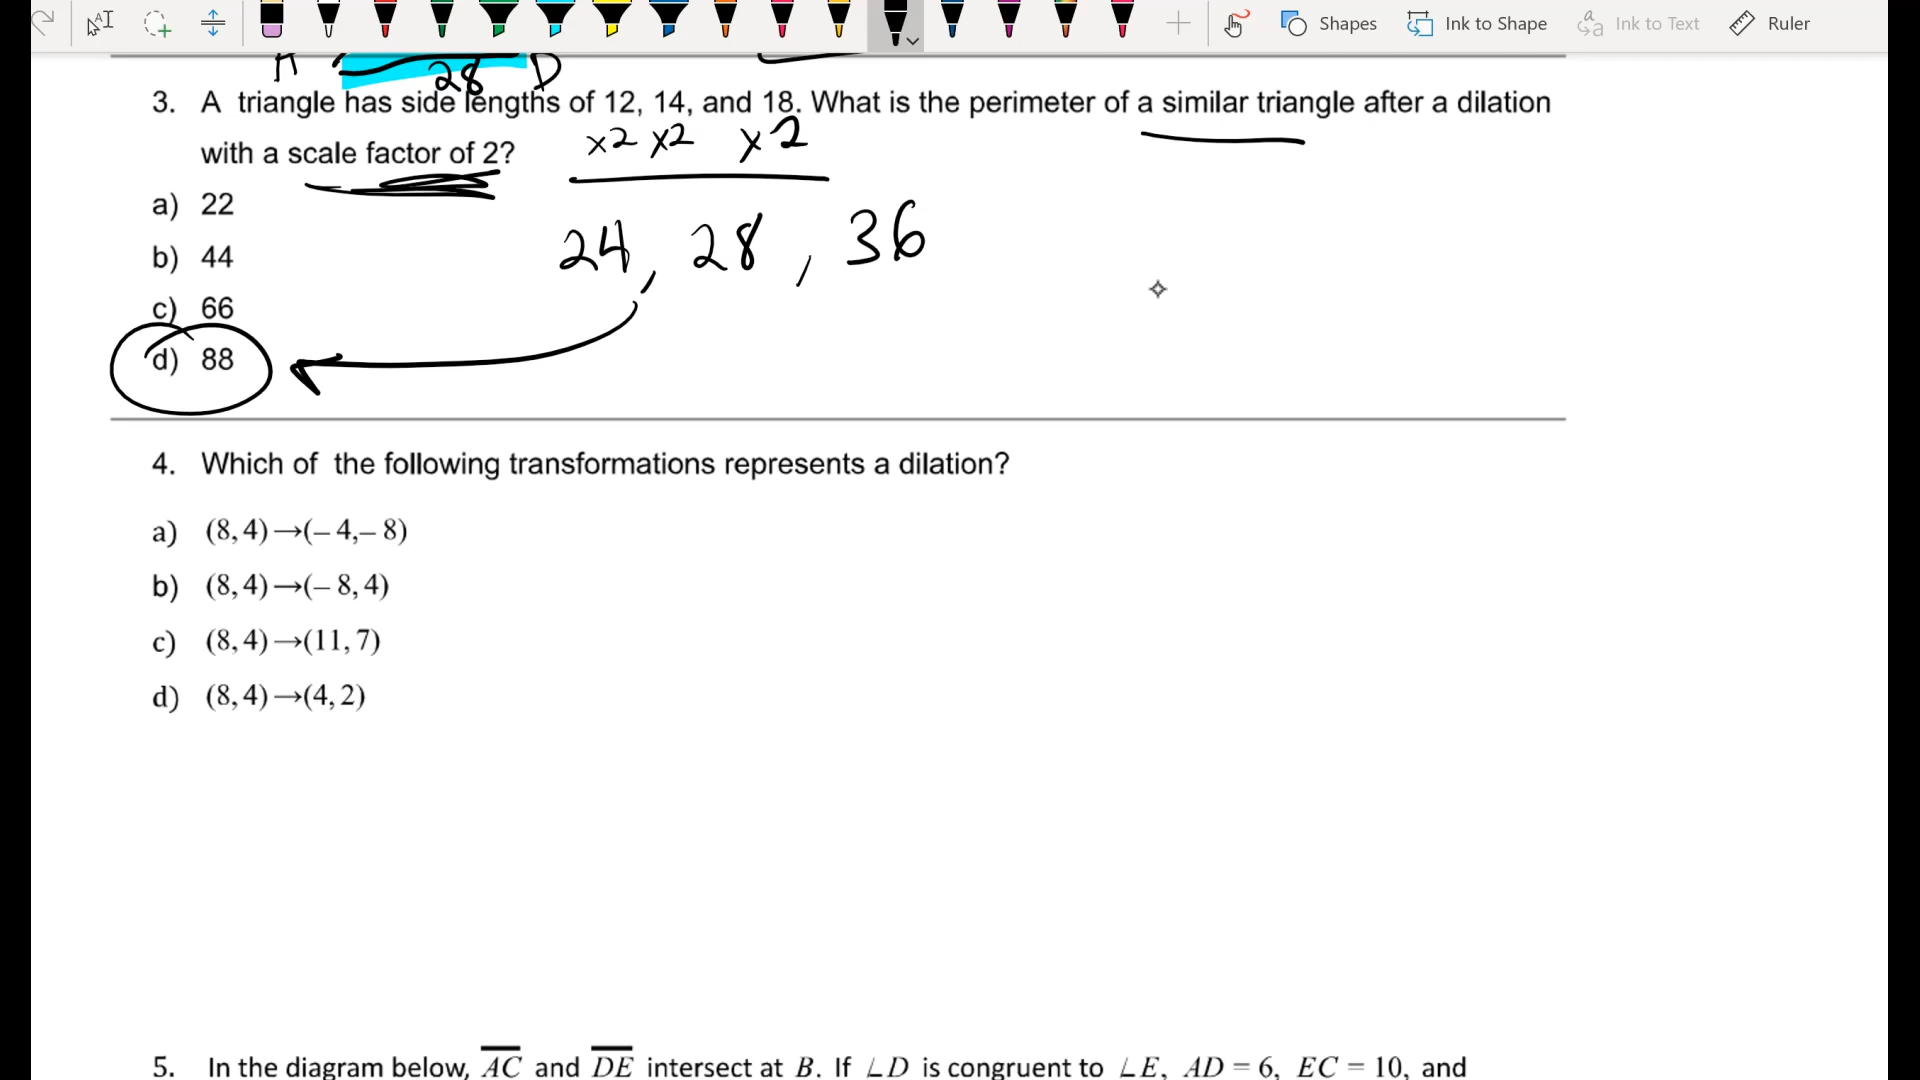 Shapes Ink to Shape Ink to Text Ruler
28 D
3. A triangle has side lengths of 12, 14, and 18. What is the perimeter of a similar triangle after a dilation
x2 x2 x2
with a scale factor of 2?
a) 22
24, 28, 36
b) 44
c) 66
d) 88
4. Which of the following transformations represents a dilation?
a) (8,4)→(–4,–8)
b) (8,4)→(–8,4)
c) (8,4)→(11,7)
d) (8,4)→(4,2)
5. In the diagram below, A̅C̅ and D̅E̅ intersect at B. If ∠D is congruent to ∠E, AD = 6, EC = 10, and